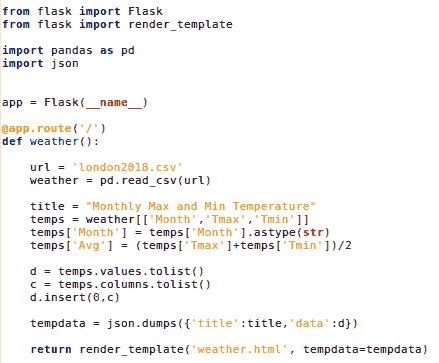 from flask import Flask
from flask import render_template
import pandas as pd
import json
app = Flask(__name__)
@app.route('/')
def weather():
    url = 'london2018.csv'
    weather = pd.read_csv(url)
    title = "Monthly Max and Min Temperature"
    temps = weather[['Month','Tmax','Tmin']]
    temps['Month'] = temps['Month'].astype(str)
    temps['Avg'] = (temps['Tmax']+temps['Tmin'])/2
    d = temps.values.tolist()
    c = temps.columns.tolist()
    d.insert(0,c)
    tempdata = json.dumps({'title':title,'data':d})
    return render_template('weather.html', tempdata=tempdata)